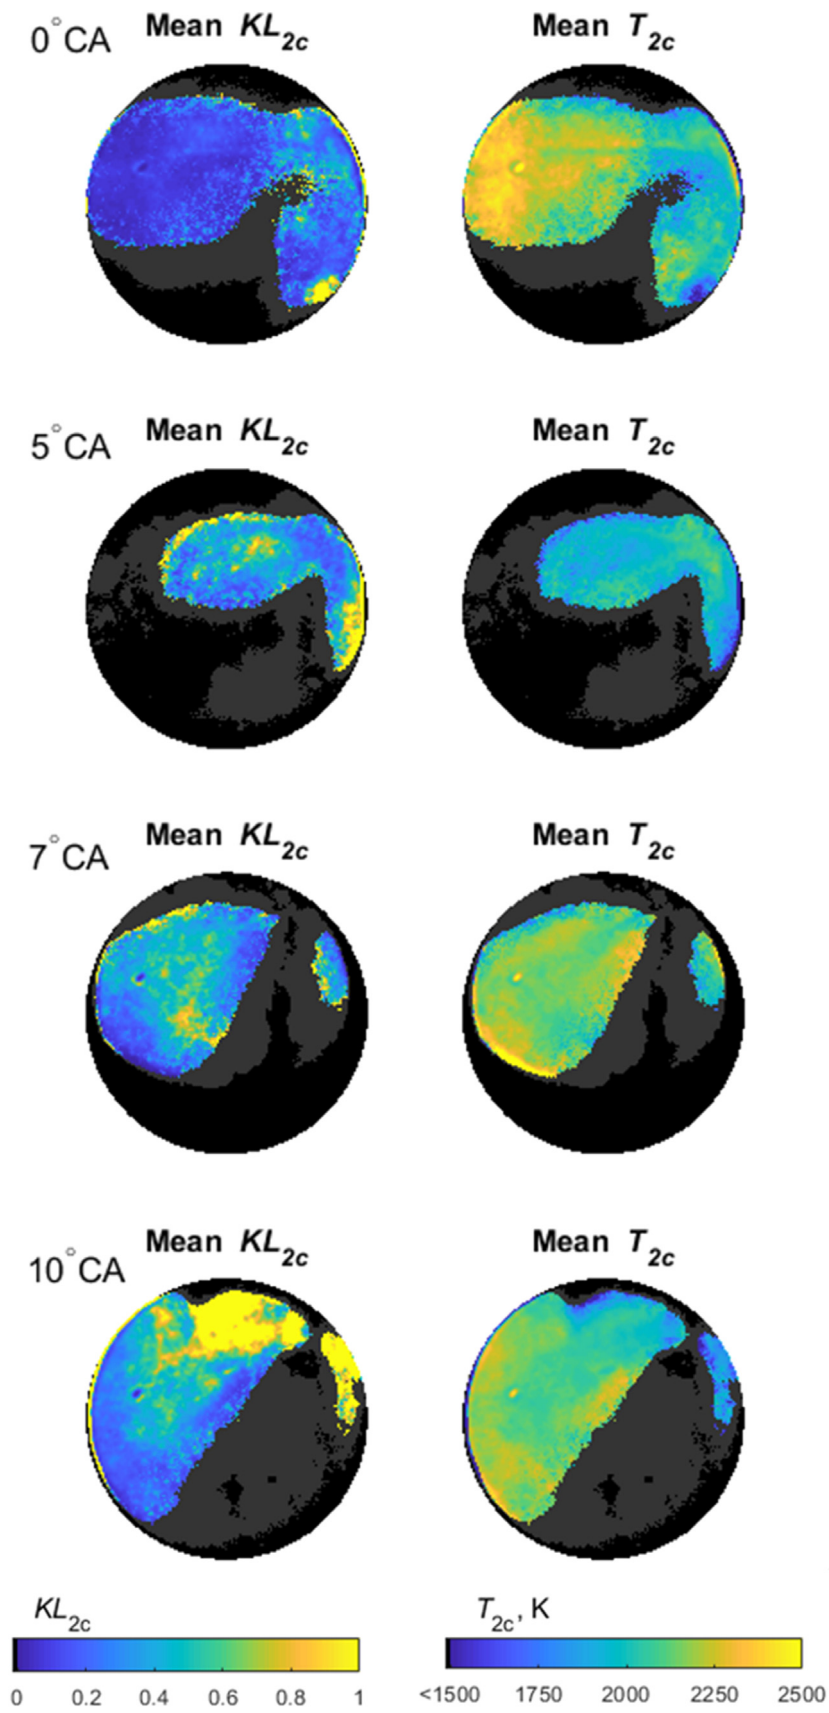 0°CA Mean KL2c Mean T2c
5°CA Mean KL2c Mean T2c
7°CA Mean KL2c Mean T2c
10°CA Mean KL2c Mean T2c
KL2c T2c, K
0 0.2 0.4 0.6 0.8 1 <1500 1750 2000 2250 2500